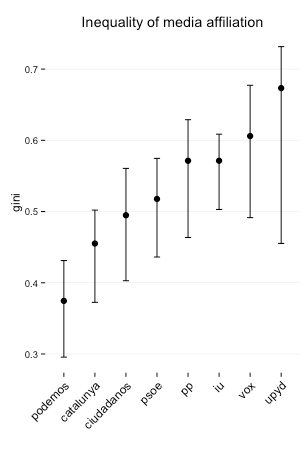 Inequality of media affiliation
gini
0.7
0.6
0.5
0.4
0.3
podemos
catalunya
ciudadanos
psoe
pp
iu
vox
upyd